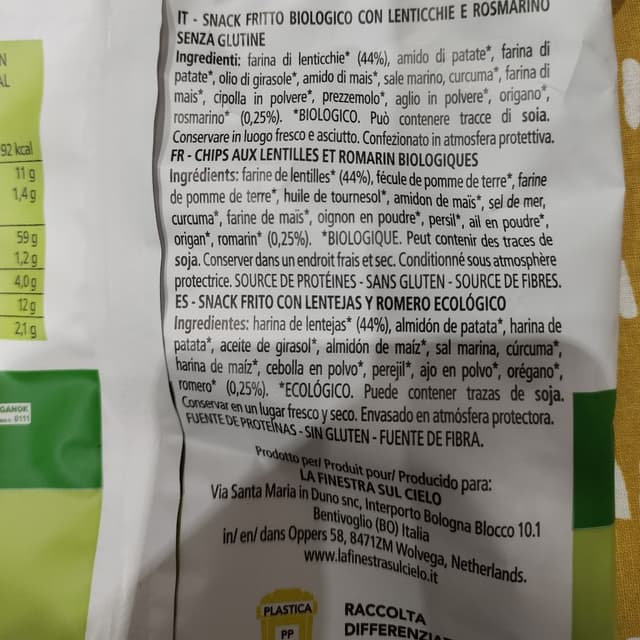 IT - SNACK FRITTO BIOLOGICO CON LENTICCHIE E ROSMARINO
SENZA GLUTINE
Ingredienti: farina di lenticchie* (44%), amido di patate*, farina di
patate*, olio di girasole*, amido di mais*, sale marino, curcuma*, farina di
mais*, cipolla in polvere*, prezzemolo*, aglio in polvere*, origano*,
rosmarino* (0,25%). *BIOLOGICO. Può contenere tracce di soia.
Conservare in luogo fresco e asciutto. Confezionato in atmosfera protettiva.
FR - CHIPS AUX LENTILLES ET ROMARIN BIOLOGIQUES
Ingrédients: farine de lentilles* (44%), fécule de pomme de terre*, farine
de pomme de terre*, huile de tournesol*, amidon de maïs*, sel de mer,
curcuma*, farine de maïs*, oignon en poudre*, persil*, ail en poudre*,
origan*, romarin* (0,25%). *BIOLOGIQUE. Peut contenir des traces de
soja. Conserver dans un endroit frais et sec. Conditionné sous atmosphère
protectrice. SOURCE DE PROTÉINES - SANS GLUTEN - SOURCE DE FIBRES.
ES - SNACK FRITO CON LENTEJAS Y ROMERO ECOLÓGICO
Ingredientes: harina de lentejas* (44%), almidón de patata*, harina de
patata*, aceite de girasol*, almidón de maíz*, sal marina, cúrcuma*,
harina de maíz*, cebolla en polvo*, perejil*, ajo en polvo*, orégano*,
romero* (0,25%). *ECOLÓGICO. Puede contener trazas de soja.
Conservar en un lugar fresco y seco. Envasado en atmósfera protectora.
FUENTE DE PROTEÍNAS - SIN GLUTEN - FUENTE DE FIBRA.
Prodotto per/ Produit pour/ Producido para:
LA FINESTRA SUL CIELO
Via Santa Maria in Duno snc, Interporto Bologna Blocco 10.1
Bentivoglio (BO) Italia
in/ en/ dans Oppers 58, 8471ZM Wolvega, Netherlands.
www.lafinestrasulcielo.it
PLASTICA
PP
RACCOLTA
92 kcal
11 g
1,4 g
59 g
1,2 g
4,0 g
12 g
2,1 g